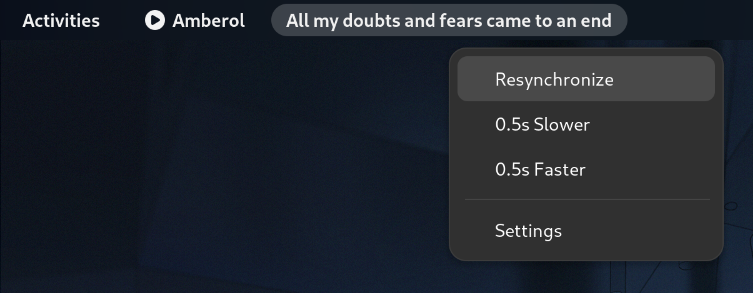 Activities Amberol All my doubts and fears came to an end
Resynchronize
0.5s Slower
0.5s Faster
Settings